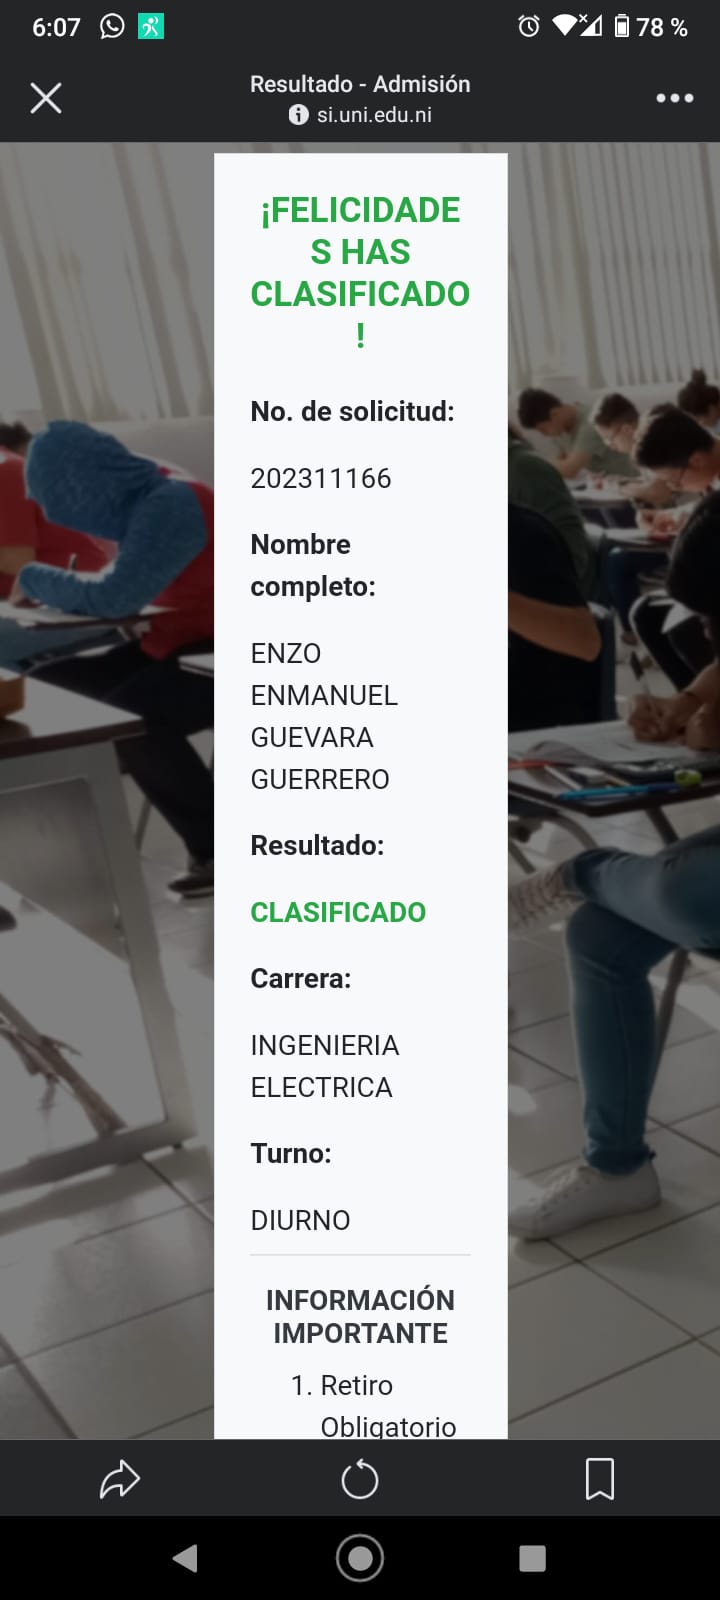 6:07
78 %
Resultado - Admisión
si.uni.edu.ni
¡FELICIDADE
S HAS
CLASIFICADO
!
No. de solicitud:
202311166
Nombre
completo:
ENZO
ENMANUEL
GUEVARA
GUERRERO
Resultado:
CLASIFICADO
Carrera:
INGENIERIA
ELECTRICA
Turno:
DIURNO
INFORMACIÓN
IMPORTANTE
1. Retiro
Obligatorio